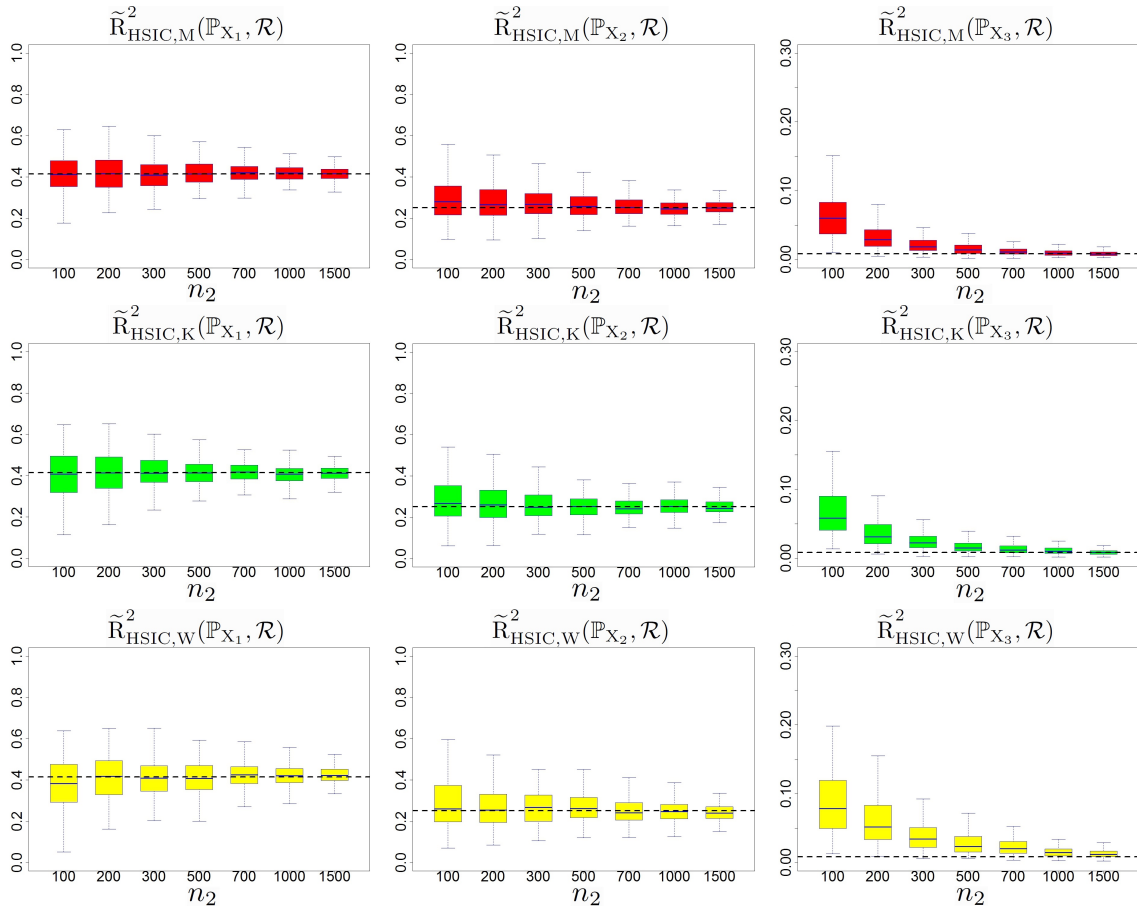 R̃²_HSIC,M(ℙ_X₁, ℛ) R̃²_HSIC,M(ℙ_X₂, ℛ) R̃²_HSIC,M(ℙ_X₃, ℛ)
1.0 1.0 0.30
0.8 0.8
0.6 0.6 0.20
0.4 0.4 0.10
0.2 0.2
0.0 0.0 0.00
100 200 300 500 700 1000 1500 100 200 300 500 700 1000 1500 100 200 300 500 700 1000 1500
n₂ n₂ n₂
R̃²_HSIC,K(ℙ_X₁, ℛ) R̃²_HSIC,K(ℙ_X₂, ℛ) R̃²_HSIC,K(ℙ_X₃, ℛ)
1.0 1.0 0.30
0.8 0.8
0.6 0.6 0.20
0.4 0.4 0.10
0.2 0.2
0.0 0.0 0.00
100 200 300 500 700 1000 1500 100 200 300 500 700 1000 1500 100 200 300 500 700 1000 1500
n₂ n₂ n₂
R̃²_HSIC,W(ℙ_X₁, ℛ) R̃²_HSIC,W(ℙ_X₂, ℛ) R̃²_HSIC,W(ℙ_X₃, ℛ)
1.0 1.0 0.30
0.8 0.8
0.6 0.6 0.20
0.4 0.4 0.10
0.2 0.2
0.0 0.0 0.00
100 200 300 500 700 1000 1500 100 200 300 500 700 1000 1500 100 200 300 500 700 1000 1500
n₂ n₂ n₂